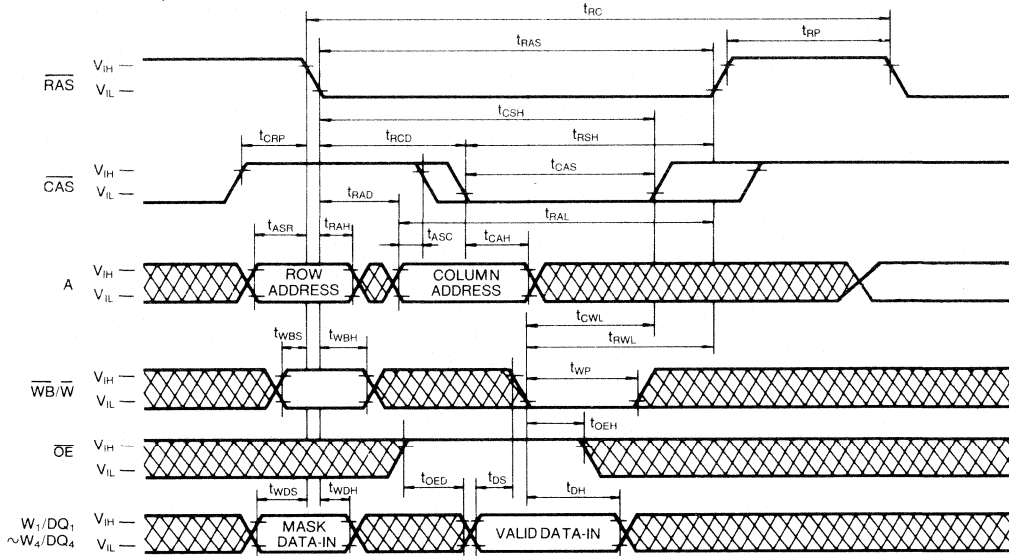 tRC
tRP
tRAS
RAS VIH
VIL
tCSH
tCRP tRCD tRSH
tCAS
CAS VIH
VIL
tRAD
tRAL
tASR tRAH tASC tCAH
A VIH
VIL
ROW ADDRESS
COLUMN ADDRESS
tCWL
tRWL
tWBS tWBH tWP
WB/W VIH
VIL
tOEH
OE VIH
VIL
tOED tDS
tWDS tWDH tDH
W1/DQ1
~W4/DQ4
VIH
VIL
MASK DATA-IN
VALID DATA-IN